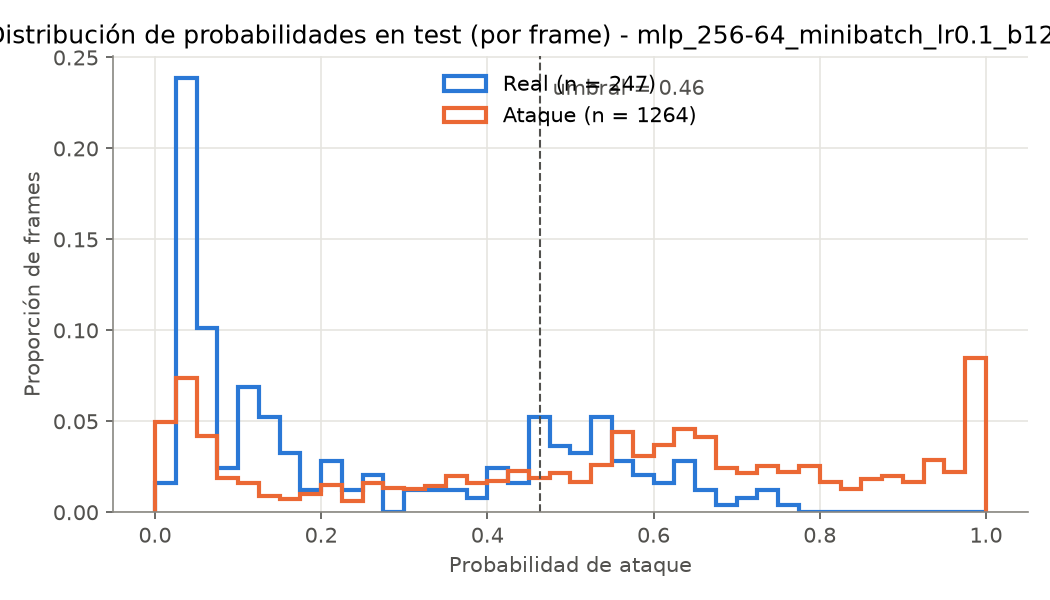 Distribución de probabilidades en test (por frame) - mlp_256-64_minibatch_lr0.1_b12
Real (n = 247)
umbral = 0.46
Ataque (n = 1264)
Proporción de frames
0.25
0.20
0.15
0.10
0.05
0.00
0.0 0.2 0.4 0.6 0.8 1.0
Probabilidad de ataque